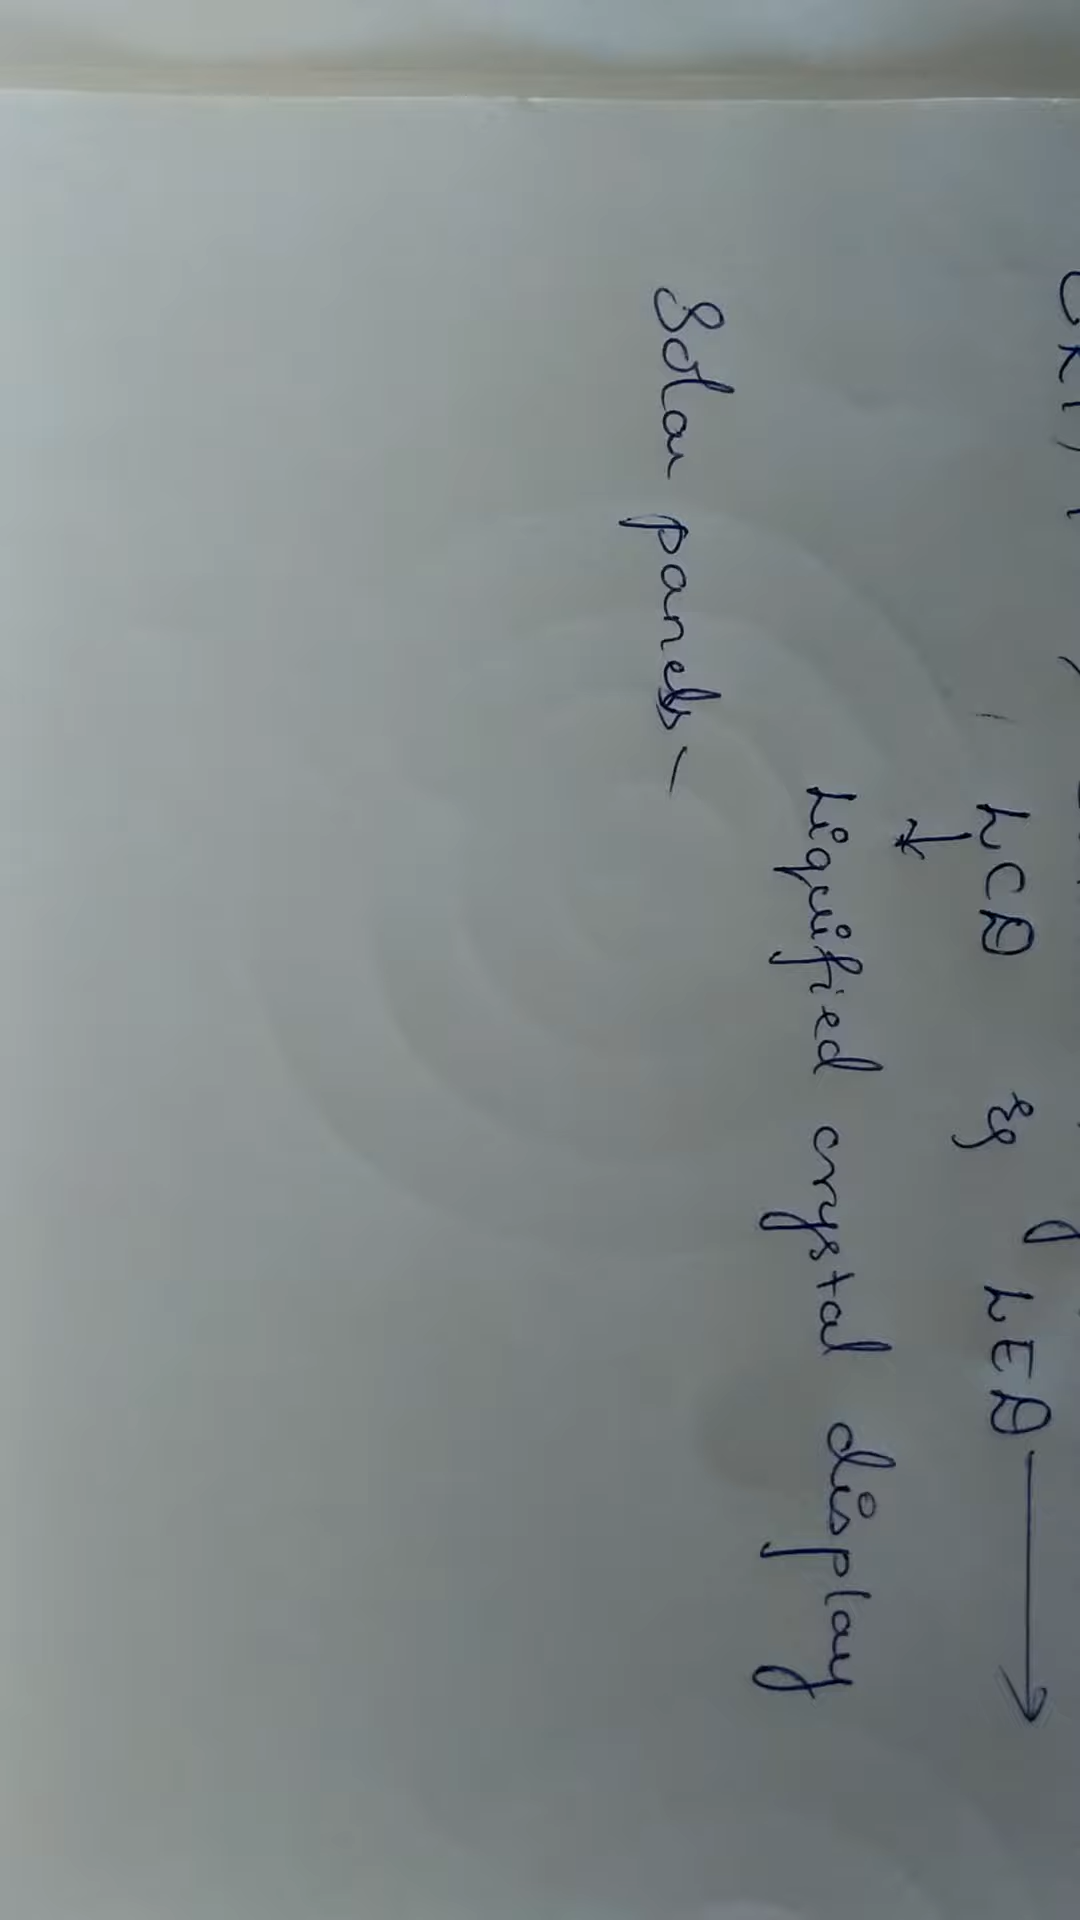 LCD & LED →
↓
Liquified crystal display
Solar panels -